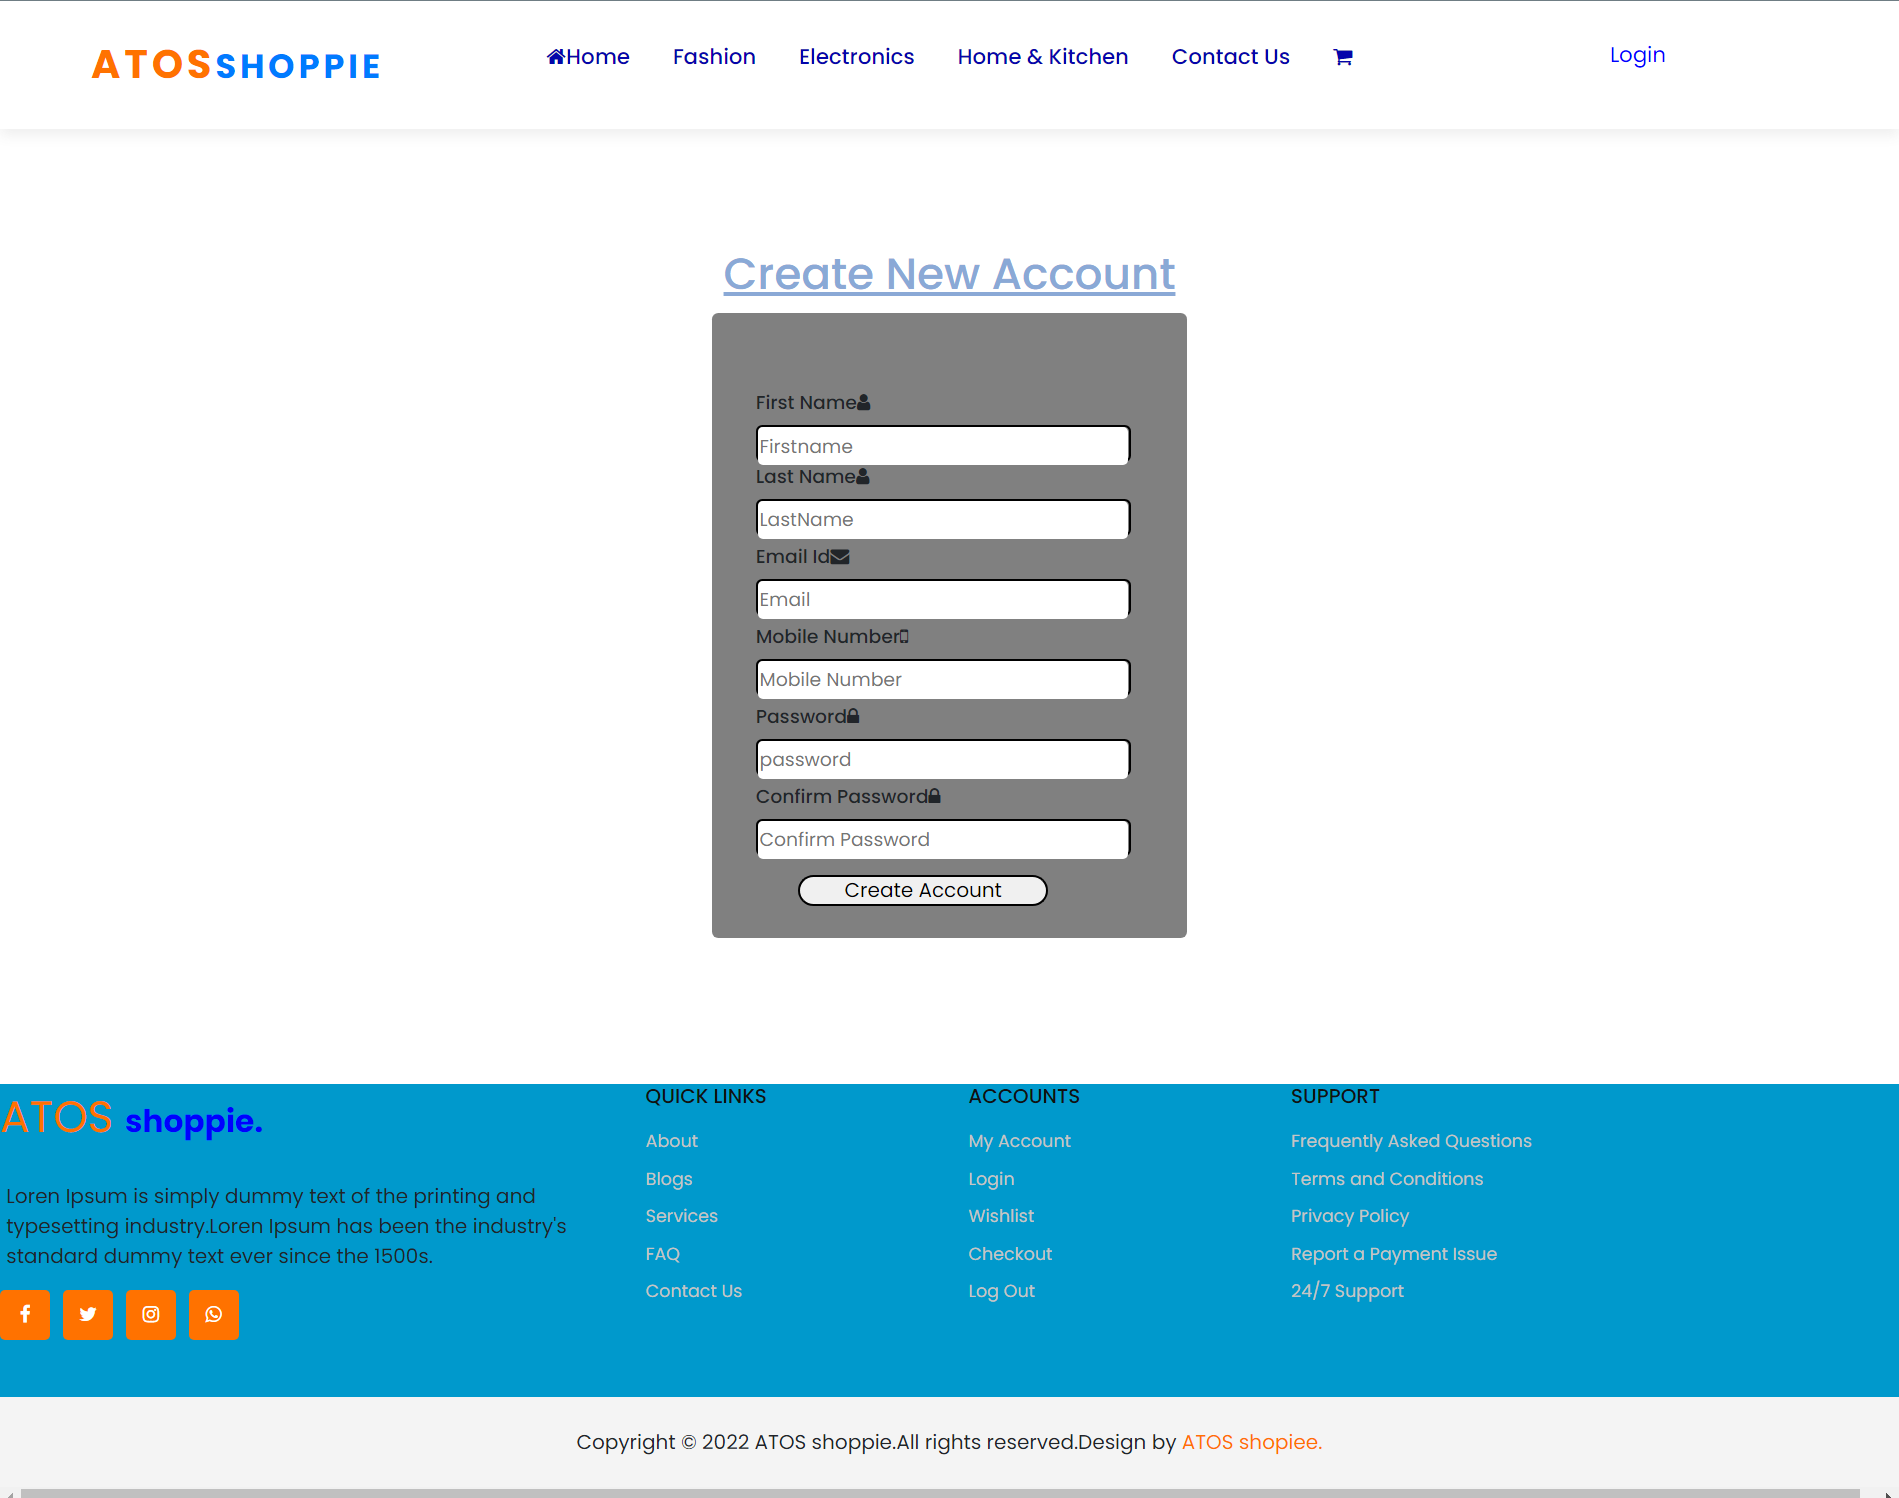 ATOSSHOPPIE
Home Fashion Electronics Home & Kitchen Contact Us Login
Create New Account
First Name
Firstname
Last Name
LastName
Email Id
Email
Mobile Number
Mobile Number
Password
password
Confirm Password
Confirm Password
Create Account
ATOS shoppie.
Loren Ipsum is simply dummy text of the printing and
typesetting industry.Loren Ipsum has been the industry's
standard dummy text ever since the 1500s.
QUICK LINKS
About
Blogs
Services
FAQ
Contact Us
ACCOUNTS
My Account
Login
Wishlist
Checkout
Log Out
SUPPORT
Frequently Asked Questions
Terms and Conditions
Privacy Policy
Report a Payment Issue
24/7 Support
Copyright © 2022 ATOS shoppie.All rights reserved.Design by ATOS shopiee.